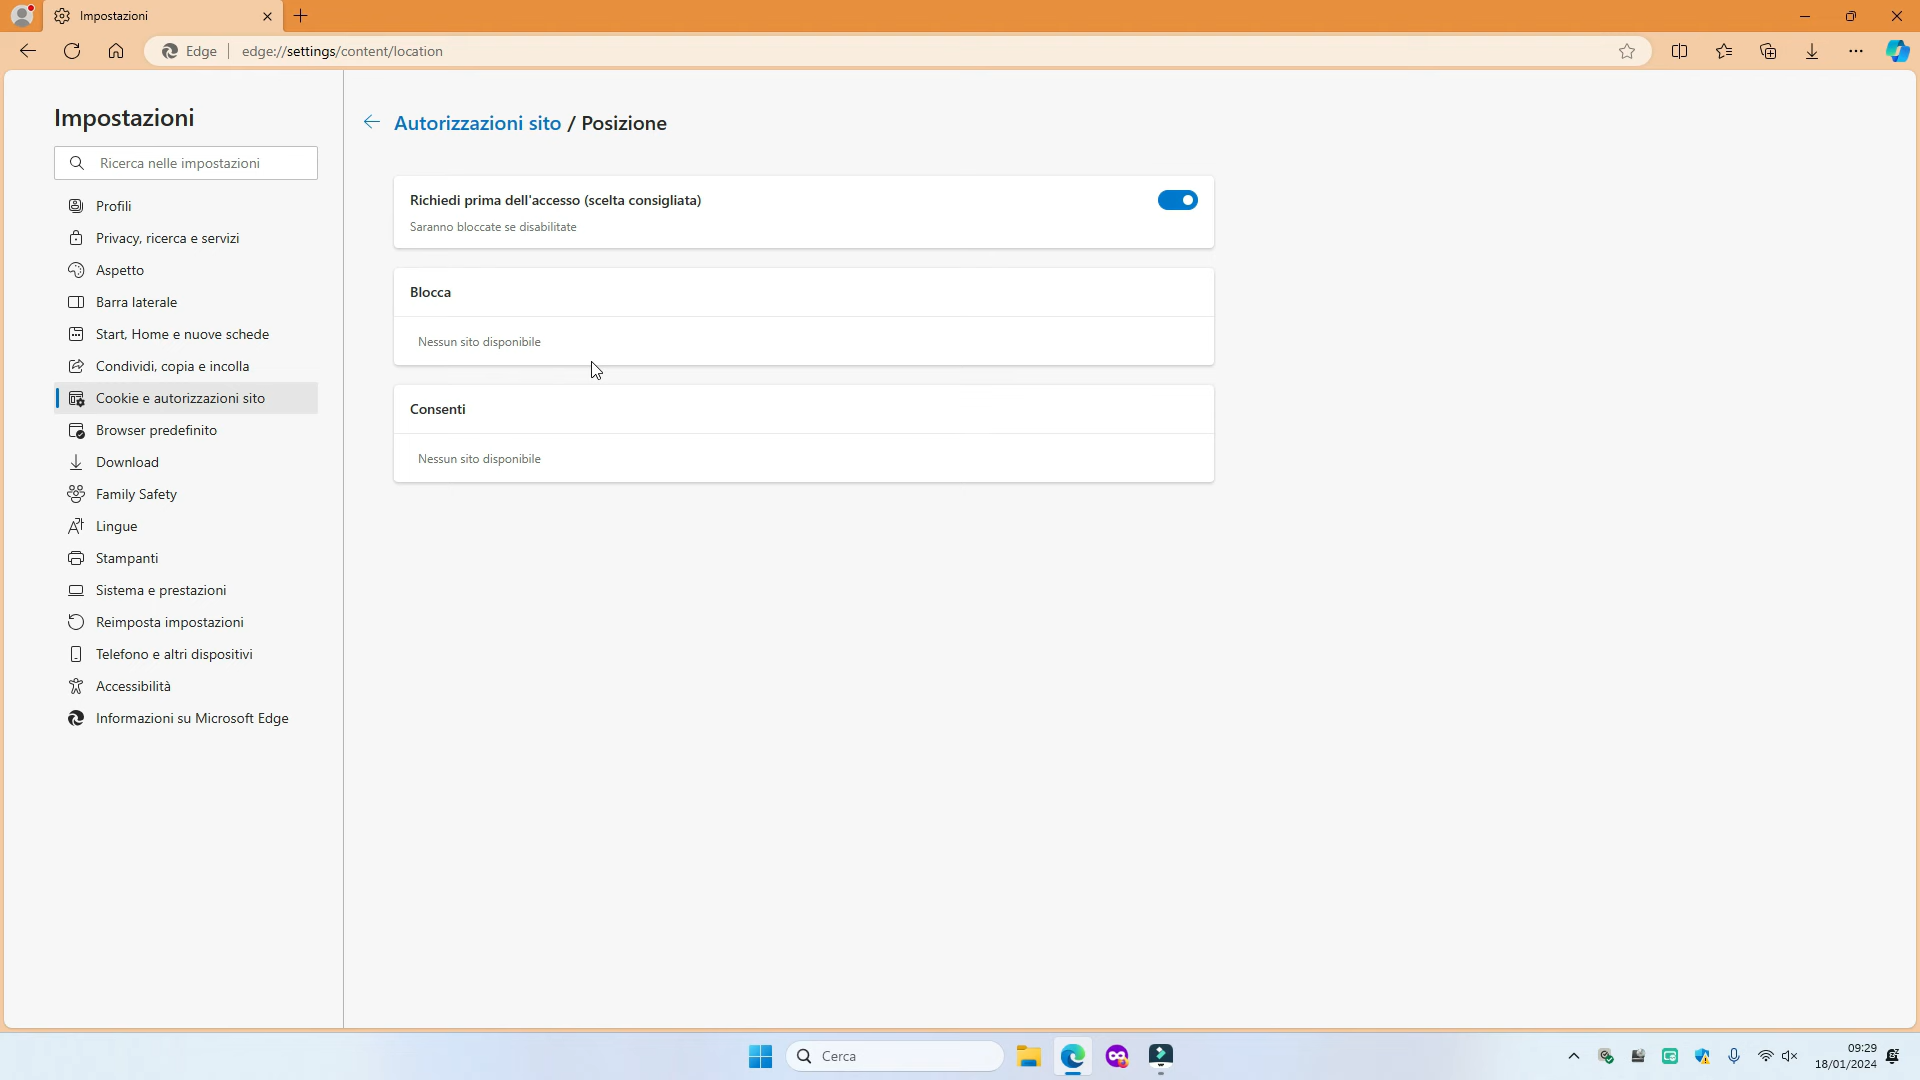 Impostazioni
Edge
edge://settings/content/location
Impostazioni
Ricerca nelle impostazioni
Profili
Privacy, ricerca e servizi
Aspetto
Barra laterale
Start, Home e nuove schede
Condividi, copia e incolla
Cookie e autorizzazioni sito
Browser predefinito
Download
Family Safety
Lingue
Stampanti
Sistema e prestazioni
Reimposta impostazioni
Telefono e altri dispositivi
Accessibilità
Informazioni su Microsoft Edge
Autorizzazioni sito / Posizione
Richiedi prima dell'accesso (scelta consigliata)
Saranno bloccate se disabilitate
Blocca
Nessun sito disponibile
Consenti
Nessun sito disponibile
Cerca
09:29
18/01/2024